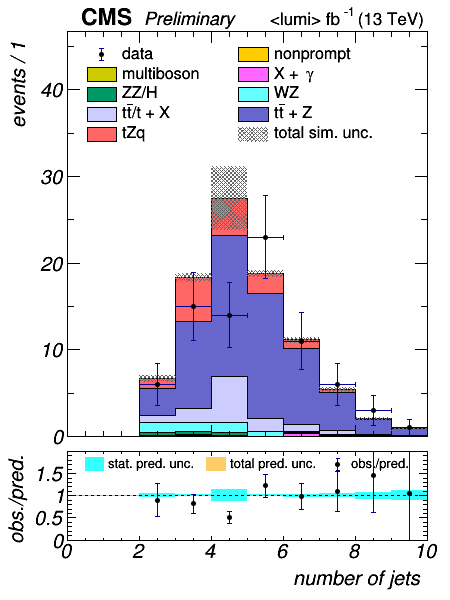 CMS Preliminary <lumi> fb⁻¹ (13 TeV)
events / 1
40
30
20
10
0
data
nonprompt
multiboson
X + γ
ZZ/H
WZ
tt̄/t + X
tt̄ + Z
tZ̄q
total sim. unc.
obs./pred.
1.5
1
0.5
0
stat. pred. unc.
total pred. unc.
obs./pred.
0 2 4 6 8 10
number of jets